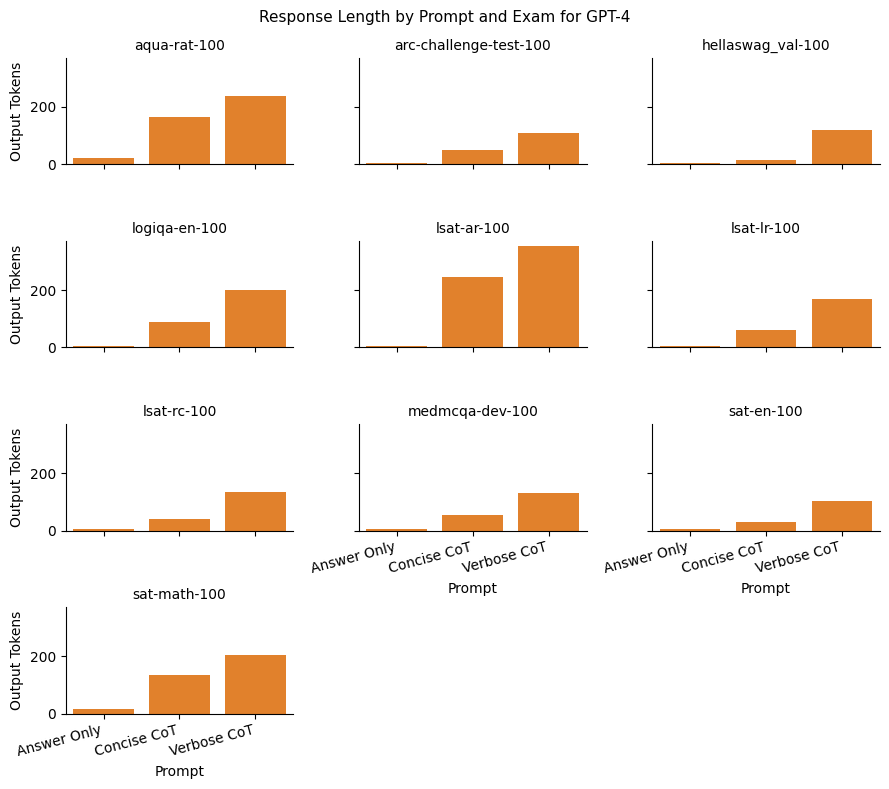 Response Length by Prompt and Exam for GPT-4
aqua-rat-100
arc-challenge-test-100
hellaswag_val-100
Output Tokens
200
0
logiqa-en-100
lsat-ar-100
lsat-lr-100
Output Tokens
200
0
lsat-rc-100
medmcqa-dev-100
sat-en-100
Output Tokens
200
0
Answer Only
Concise CoT
Verbose CoT
Prompt
Answer Only
Concise CoT
Verbose CoT
Prompt
sat-math-100
Output Tokens
200
0
Answer Only
Concise CoT
Verbose CoT
Prompt